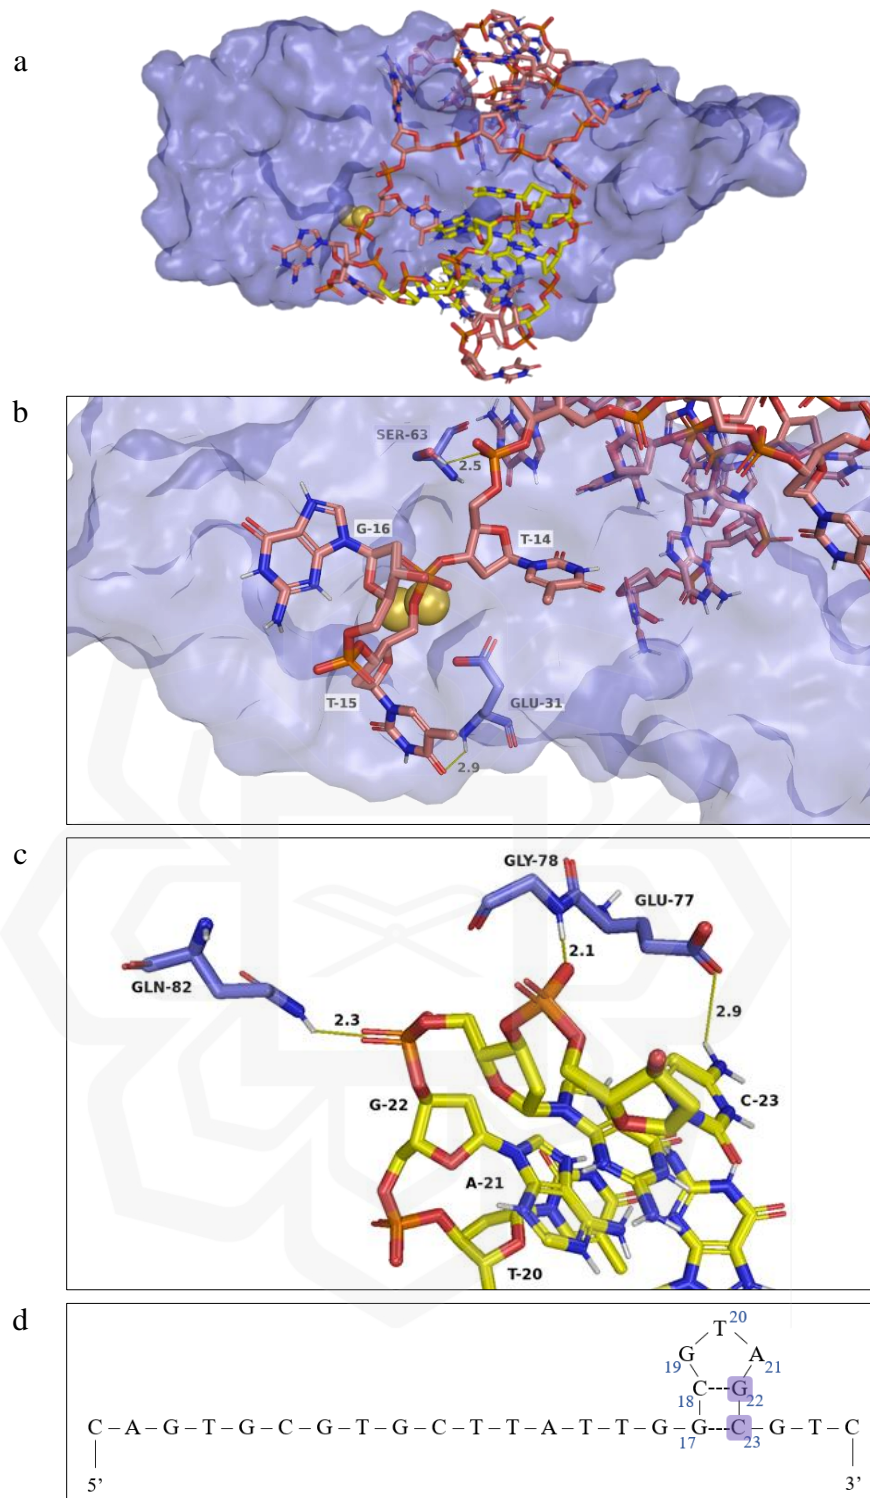 a
b
SER-63
2.5
G-16
T-14
T-15
GLU-31
2.9
c
GLY-78
GLU-77
2.1
GLN-82
2.3
2.9
G-22
C-23
A-21
T-20
d
T 20
19 G A 21
18 C G 22
C A G T G C G T G C T T A T T G G C G T C
17 23
5’ 3’